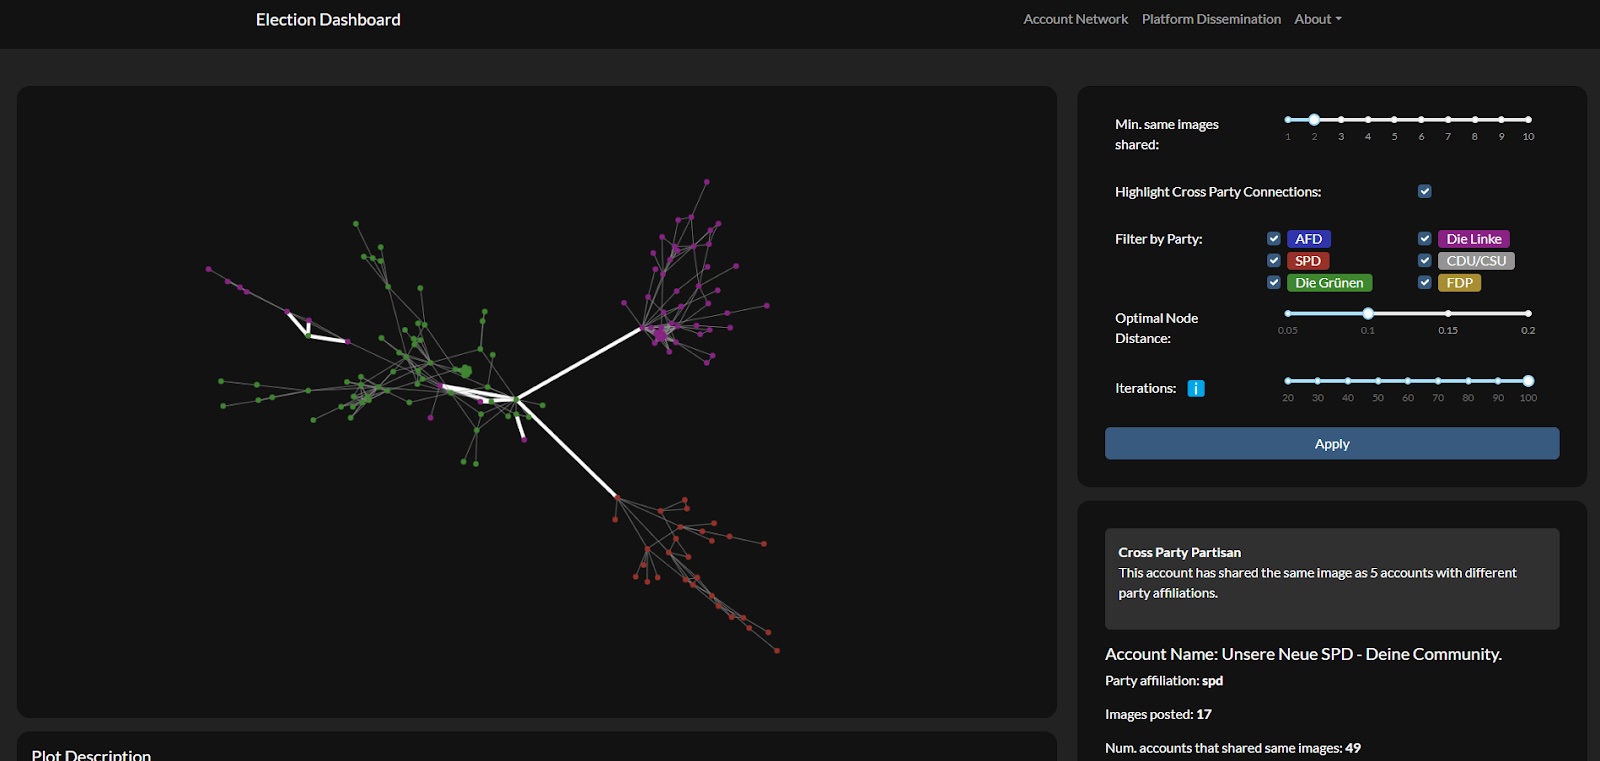 Election Dashboard
Account Network Platform Dissemination About
Min. same images
shared:
1 2 3 4 5 6 7 8 9 10
Highlight Cross Party Connections:
Filter by Party:
AFD
Die Linke
SPD
CDU/CSU
Die Grünen
FDP
Optimal Node
Distance:
0.05 0.1 0.15 0.2
Iterations: i
20 30 40 50 60 70 80 90 100
Apply
Cross Party Partisan
This account has shared the same image as 5 accounts with different
party affiliations.
Account Name: Unsere Neue SPD - Deine Community.
Party affiliation: spd
Images posted: 17
Num. accounts that shared same images: 49
Plot Description